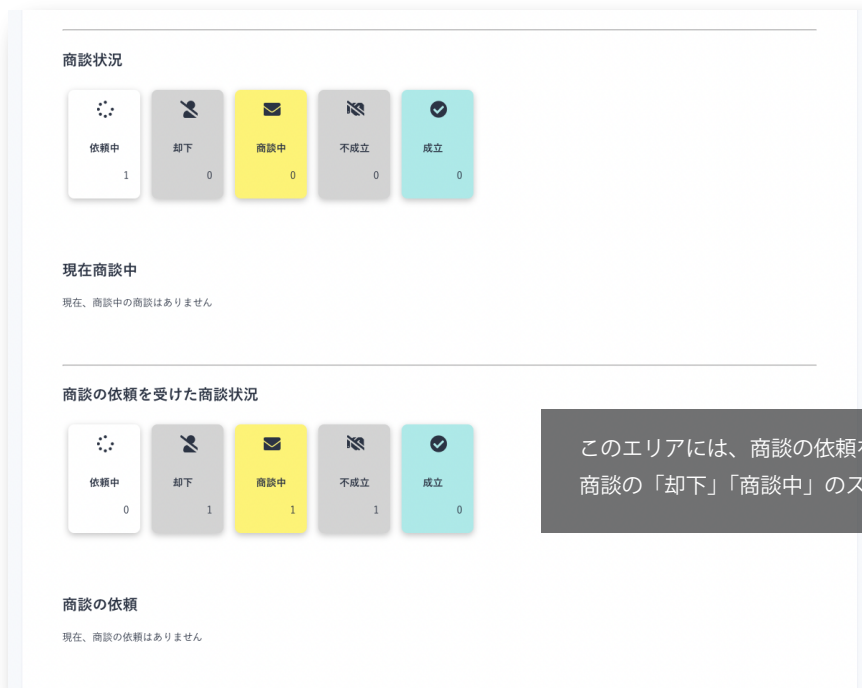 商談状況
依頼中 却下 商談中 不成立 成立
1 0 0 0 0
現在商談中
現在、商談中の商談はありません
商談の依頼を受けた商談状況
依頼中 却下 商談中 不成立 成立
0 1 1 1 0
このエリアには、商談の依頼
商談の「却下」「商談中」のス
商談の依頼
現在、商談の依頼はありません